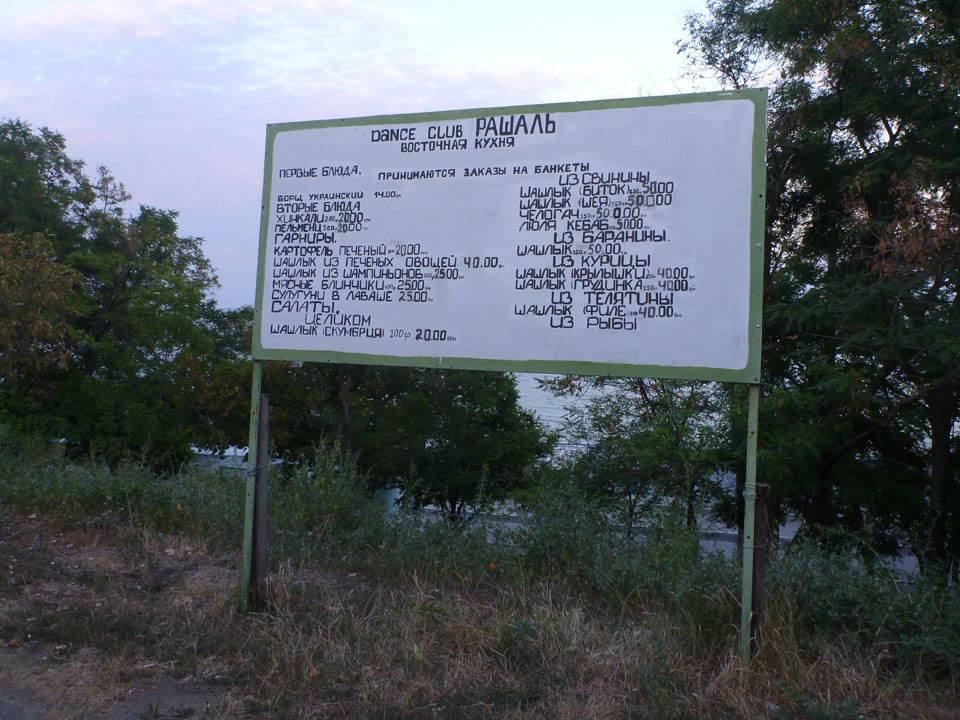 DANCE CLUB РАШАЛЬ
ВОСТОЧНАЯ КУХНЯ
ПЕРВЫЕ БЛЮДА. ПРИНИМАЮТСЯ ЗАКАЗЫ НА БАНКЕТЫ
БОРЩ УКРАИНСКИЙ 14.00
ВТОРЫЕ БЛЮДА
ХИНКАЛИ 20.00
ПЕЛЬМЕНИ 20.00
ГАРНИРЫ.
КАРТОФЕЛЬ ПЕЧЕНЫЙ 20.00
ШАШЛЫК ИЗ ПЕЧЕНЫХ ОВОЩЕЙ 40.00
ШАШЛЫК ИЗ ШАМПИНЬОНОВ 25.00
МЯСНЫЕ БЛИНЧИКИ 25.00
СУЛУГУНИ В ЛАВАШЕ 25.00
САЛАТЫ.
ЦЕЛИКОМ
ШАШЛЫК (СКУМБРИЯ) 100 гр 20.00 грн
ИЗ СВИНИНЫ
ШАШЛЫК (БИТОК) 50.00
ШАШЛЫК (ШЕЯ) 50.00
ЧЕЛОГАЧ 50.00
ЛЮЛЯ КЕБАБ 50.00
ИЗ БАРАНИНЫ.
ШАШЛЫК 50.00
ИЗ КУРИЦЫ
ШАШЛЫК (КРЫЛЫШКИ) 40.00
ШАШЛЫК (ГРУДИНКА 40.00
ИЗ ТЕЛЯТИНЫ
ШАШЛЫК (ФИЛЕ 40.00
ИЗ РЫБЫ